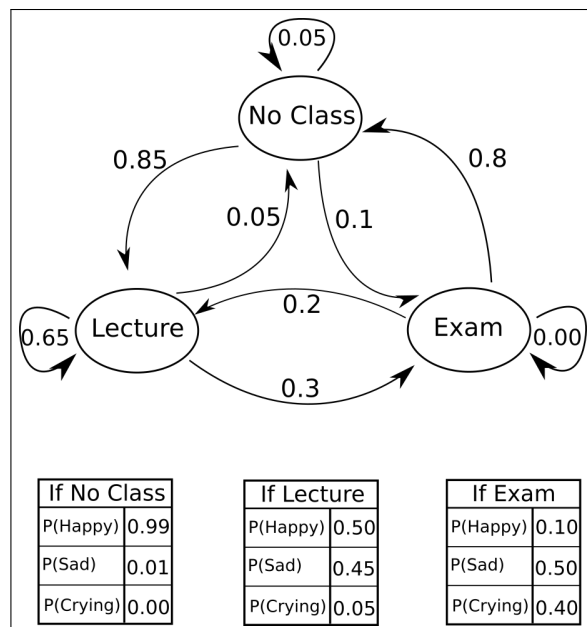 0.05
No Class
0.85
0.8
0.05
0.1
0.2
Lecture
Exam
0.65
0.00
0.3
If No Class
P(Happy) 0.99
P(Sad) 0.01
P(Crying) 0.00
If Lecture
P(Happy) 0.50
P(Sad) 0.45
P(Crying) 0.05
If Exam
P(Happy) 0.10
P(Sad) 0.50
P(Crying) 0.40